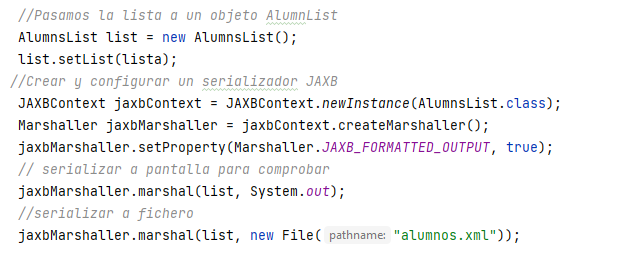 //Pasamos la lista a un objeto AlumnList
AlumnsList list = new AlumnsList();
list.setList(lista);
//Crear y configurar un serializador JAXB
JAXBContext jaxbContext = JAXBContext.newInstance(AlumnsList.class);
Marshaller jaxbMarshaller = jaxbContext.createMarshaller();
jaxbMarshaller.setProperty(Marshaller.JAXB_FORMATTED_OUTPUT, true);
// serializar a pantalla para comprobar
jaxbMarshaller.marshal(list, System.out);
//serializar a fichero
jaxbMarshaller.marshal(list, new File( pathname: "alumnos.xml"));